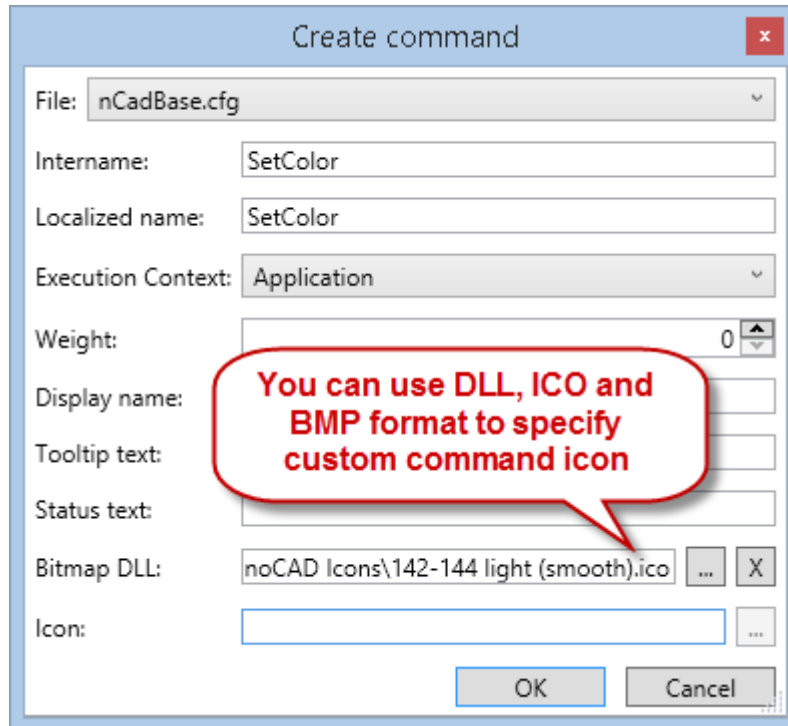 Create command
x
File: nCadBase.cfg
Intername: SetColor
Localized name: SetColor
Execution Context: Application
Weight: 0
You can use DLL, ICO and
BMP format to specify
custom command icon
Display name:
Tooltip text:
Status text:
Bitmap DLL: noCAD Icons\142-144 light (smooth).ico ... X
Icon: ...
OK Cancel